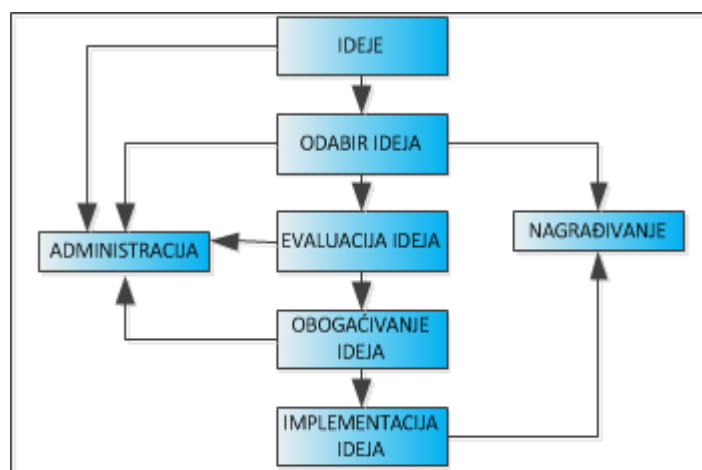 IDEJE
ODABIR IDEJA
EVALUACIJA IDEJA
ADMINISTRACIJA
NAGRAĐIVANJE
OBOGAĆIVANJE
IDEJA
IMPLEMENTACIJA
IDEJA